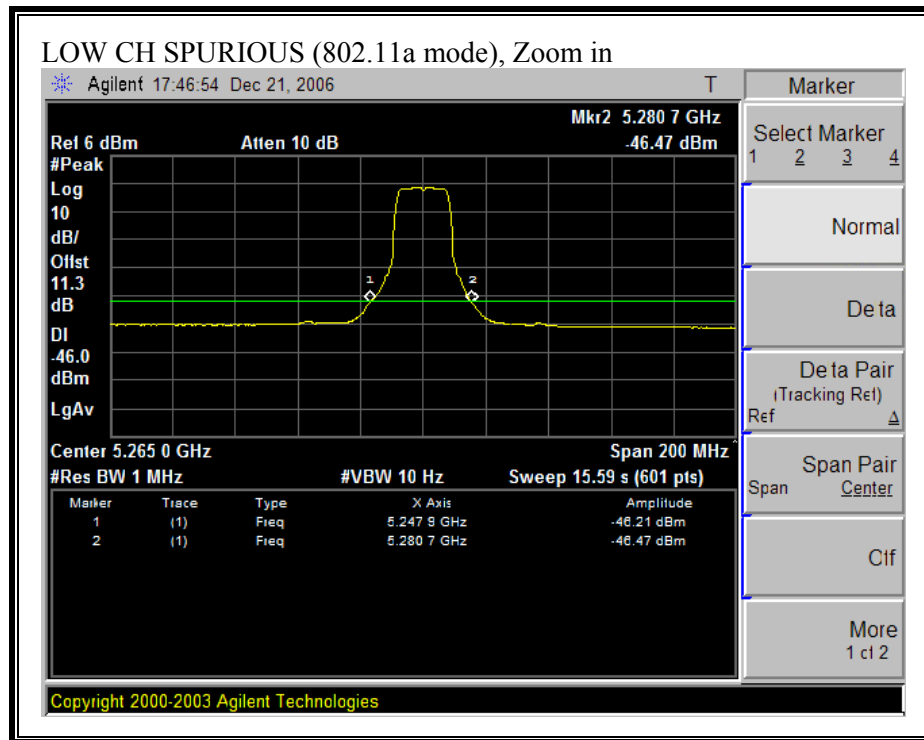 LOW CH SPURIOUS (802.11a mode), Zoom in
Agilent 17:46:54 Dec 21, 2006 T
Mkr2 5.280 7 GHz
Ref 6 dBm Atten 10 dB -46.47 dBm
#Peak
Log
10
dB/
Offst
11.3
dB
DI
-46.0
dBm
LgAv
1 2
Center 5.265 0 GHz Span 200 MHz
#Res BW 1 MHz #VBW 10 Hz Sweep 15.59 s (601 pts)
Marker Trace Type X Axis Amplitude
1 (1) Freq 5.247 9 GHz -46.21 dBm
2 (1) Freq 5.280 7 GHz -46.47 dBm
Marker
Select Marker
1 2 3 4
Normal
Delta
Delta Pair
(Tracking Ref)
Ref Δ
Span Pair
Span Center
Off
More
1 of 2
Copyright 2000-2003 Agilent Technologies